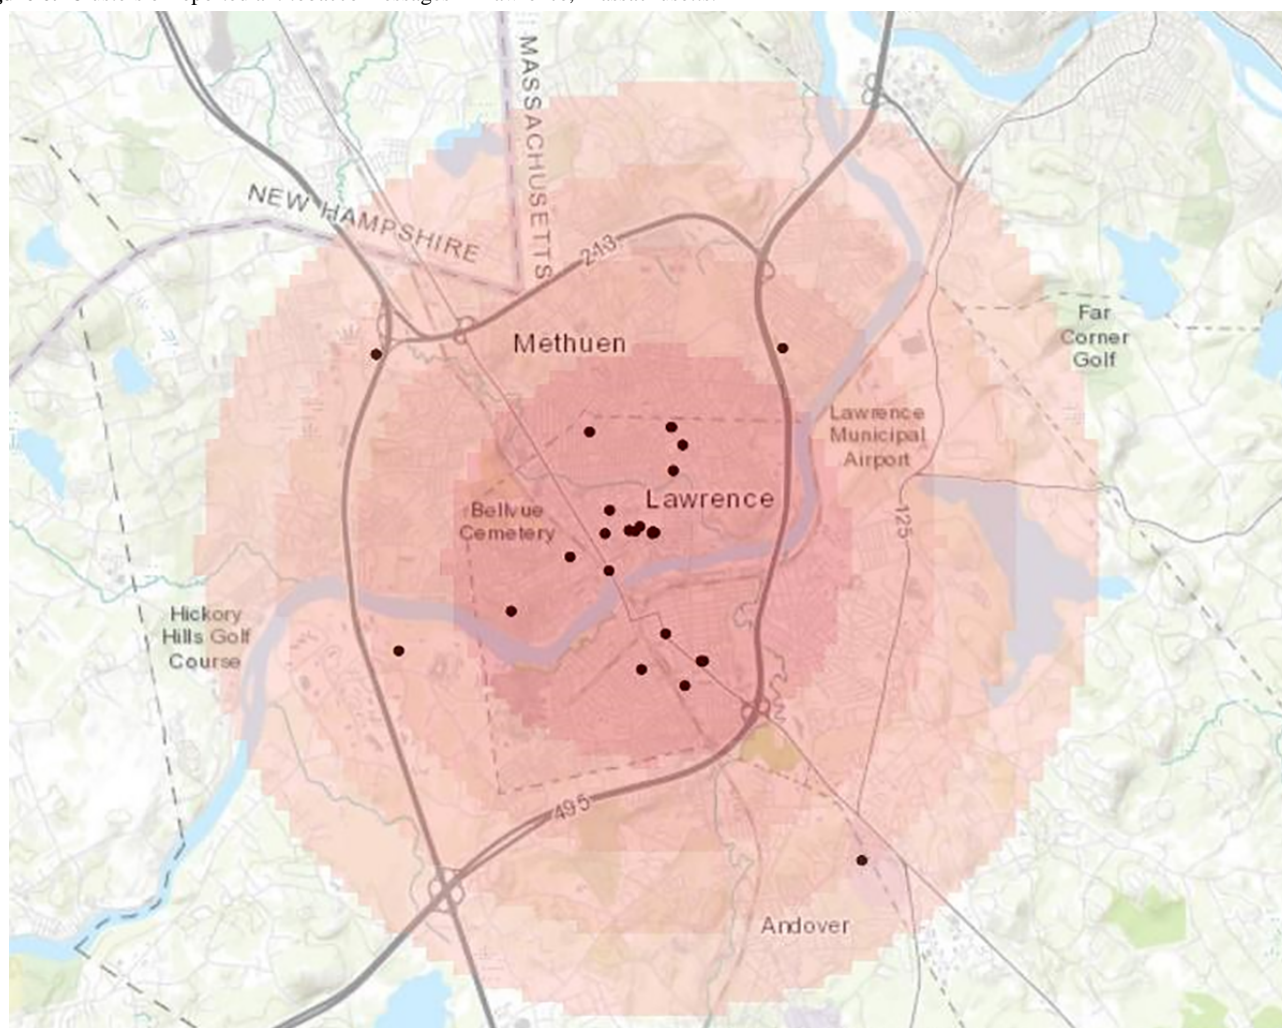 MASSACHUSETTS
NEW HAMPSHIRE
213
Methuen
Far
Corner
Golf
Lawrence
Municipal
Airport
Lawrence
Bellvue
Cemetery
125
Hickory
Hills Golf
Course
495
Andover